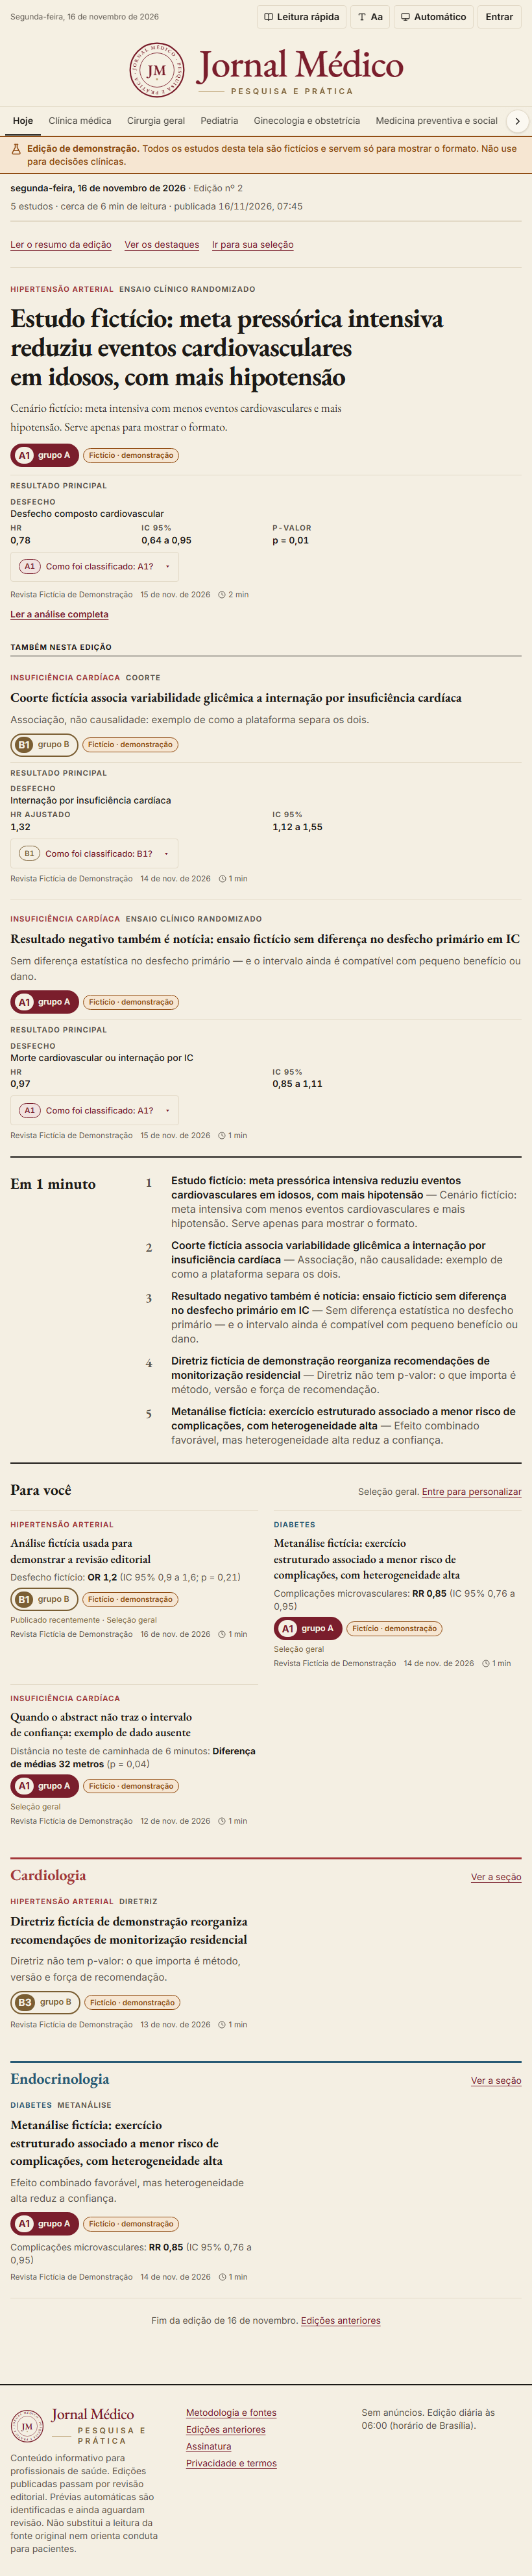 Segunda-feira, 16 de novembro de 2026
Leitura rápida
Aa
Automático
Entrar
JM
Jornal Médico
PESQUISA E PRÁTICA
Hoje
Clínica médica
Cirurgia geral
Pediatria
Ginecologia e obstetrícia
Medicina preventiva e social
Edição de demonstração. Todos os estudos desta tela são fictícios e servem só para mostrar o formato. Não use
para decisões clínicas.
segunda-feira, 16 de novembro de 2026 · Edição nº 2
5 estudos · cerca de 6 min de leitura · publicada 16/11/2026, 07:45
Ler o resumo da edição
Ver os destaques
Ir para sua seleção
HIPERTENSÃO ARTERIAL ENSAIO CLÍNICO RANDOMIZADO
Estudo fictício: meta pressórica intensiva
reduziu eventos cardiovasculares
em idosos, com mais hipotensão
Cenário fictício: meta intensiva com menos eventos cardiovasculares e mais
hipotensão. Serve apenas para mostrar o formato.
A1 grupo A Fictício · demonstração
RESULTADO PRINCIPAL
DESFECHO
Desfecho composto cardiovascular
HR IC 95% P-VALOR
0,78 0,64 a 0,95 p = 0,01
A1 Como foi classificado: A1?
Revista Fictícia de Demonstração 15 de nov. de 2026 2 min
Ler a análise completa
TAMBÉM NESTA EDIÇÃO
INSUFICIÊNCIA CARDÍACA COORTE
Coorte fictícia associa variabilidade glicêmica a internação por insuficiência cardíaca
Associação, não causalidade: exemplo de como a plataforma separa os dois.
B1 grupo B Fictício · demonstração
RESULTADO PRINCIPAL
DESFECHO
Internação por insuficiência cardíaca
HR AJUSTADO IC 95%
1,32 1,12 a 1,55
B1 Como foi classificado: B1?
Revista Fictícia de Demonstração 14 de nov. de 2026 1 min
INSUFICIÊNCIA CARDÍACA ENSAIO CLÍNICO RANDOMIZADO
Resultado negativo também é notícia: ensaio fictício sem diferença no desfecho primário em IC
Sem diferença estatística no desfecho primário — e o intervalo ainda é compatível com pequeno benefício ou
dano.
A1 grupo A Fictício · demonstração
RESULTADO PRINCIPAL
DESFECHO
Morte cardiovascular ou internação por IC
HR IC 95%
0,97 0,85 a 1,11
A1 Como foi classificado: A1?
Revista Fictícia de Demonstração 15 de nov. de 2026 1 min
Em 1 minuto
1 Estudo fictício: meta pressórica intensiva reduziu eventos
cardiovasculares em idosos, com mais hipotensão — Cenário fictício:
meta intensiva com menos eventos cardiovasculares e mais
hipotensão. Serve apenas para mostrar o formato.
2 Coorte fictícia associa variabilidade glicêmica a internação por
insuficiência cardíaca — Associação, não causalidade: exemplo de
como a plataforma separa os dois.
3 Resultado negativo também é notícia: ensaio fictício sem diferença
no desfecho primário em IC — Sem diferença estatística no desfecho
primário — e o intervalo ainda é compatível com pequeno benefício ou
dano.
4 Diretriz fictícia de demonstração reorganiza recomendações de
monitorização residencial — Diretriz não tem p-valor: o que importa é
método, versão e força de recomendação.
5 Metanálise fictícia: exercício estruturado associado a menor risco de
complicações, com heterogeneidade alta — Efeito combinado
favorável, mas heterogeneidade alta reduz a confiança.
Para você
Seleção geral. Entre para personalizar
HIPERTENSÃO ARTERIAL
Análise fictícia usada para
demonstrar a revisão editorial
Desfecho fictício: OR 1,2 (IC 95% 0,9 a 1,6; p = 0,21)
B1 grupo B Fictício · demonstração
Publicado recentemente · Seleção geral
Revista Fictícia de Demonstração 16 de nov. de 2026 1 min
DIABETES
Metanálise fictícia: exercício
estruturado associado a menor risco de
complicações, com heterogeneidade alta
Complicações microvasculares: RR 0,85 (IC 95% 0,76 a
0,95)
A1 grupo A Fictício · demonstração
Seleção geral
Revista Fictícia de Demonstração 14 de nov. de 2026 1 min
INSUFICIÊNCIA CARDÍACA
Quando o abstract não traz o intervalo
de confiança: exemplo de dado ausente
Distância no teste de caminhada de 6 minutos: Diferença
de médias 32 metros (p = 0,04)
A1 grupo A Fictício · demonstração
Seleção geral
Revista Fictícia de Demonstração 12 de nov. de 2026 1 min
Cardiologia
Ver a seção
HIPERTENSÃO ARTERIAL DIRETRIZ
Diretriz fictícia de demonstração reorganiza
recomendações de monitorização residencial
Diretriz não tem p-valor: o que importa é método,
versão e força de recomendação.
B3 grupo B Fictício · demonstração
Revista Fictícia de Demonstração 13 de nov. de 2026 1 min
Endocrinologia
Ver a seção
DIABETES METANÁLISE
Metanálise fictícia: exercício
estruturado associado a menor risco de
complicações, com heterogeneidade alta
Efeito combinado favorável, mas heterogeneidade
alta reduz a confiança.
A1 grupo A Fictício · demonstração
Complicações microvasculares: RR 0,85 (IC 95% 0,76 a
0,95)
Revista Fictícia de Demonstração 14 de nov. de 2026 1 min
Fim da edição de 16 de novembro. Edições anteriores
JM
Jornal Médico
PESQUISA E
PRÁTICA
Conteúdo informativo para
profissionais de saúde. Edições
publicadas passam por revisão
editorial. Prévias automáticas são
identificadas e ainda aguardam
revisão. Não substitui a leitura da
fonte original nem orienta conduta
para pacientes.
Metodologia e fontes
Edições anteriores
Assinatura
Privacidade e termos
Sem anúncios. Edição diária às
06:00 (horário de Brasília).